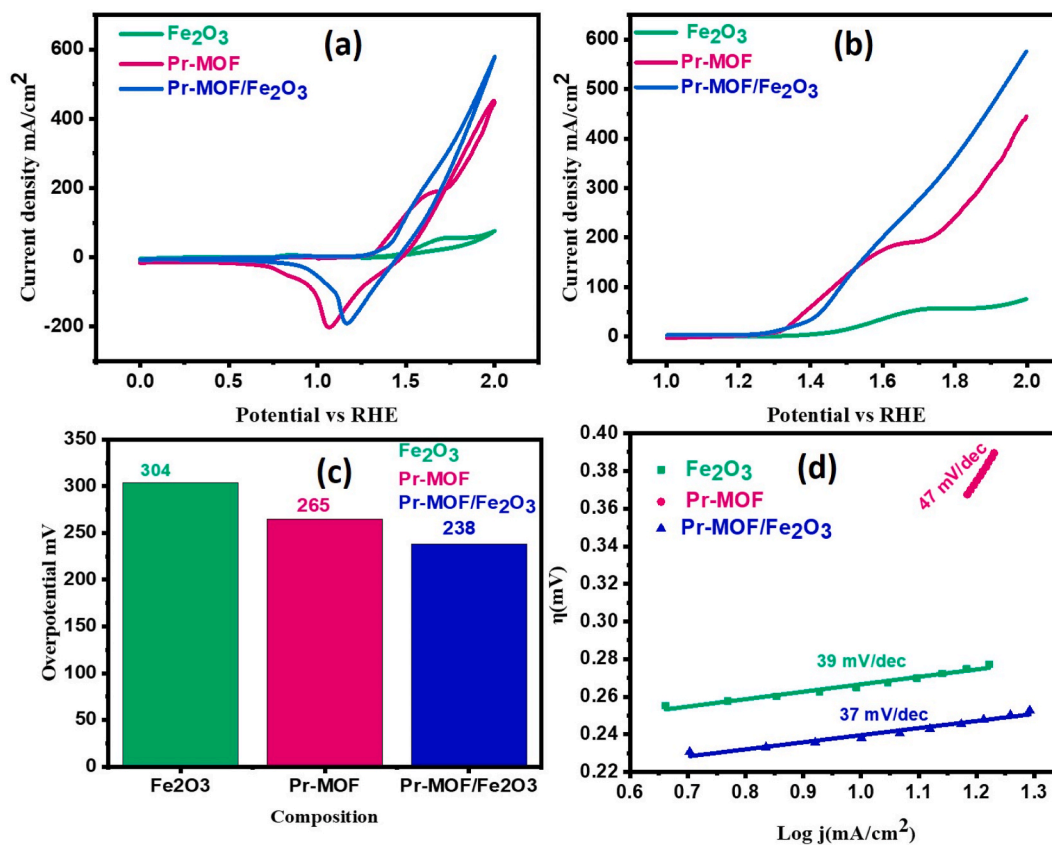 (a)
Fe2O3
Pr-MOF
Pr-MOF/Fe2O3
Current density mA/cm2
600
400
200
0
-200
0.0 0.5 1.0 1.5 2.0
Potential vs RHE
(b)
Fe2O3
Pr-MOF
Pr-MOF/Fe2O3
Current density mA/cm2
600
500
400
300
200
100
0
1.0 1.2 1.4 1.6 1.8 2.0
Potential vs RHE
(c)
Fe2O3
Pr-MOF
Pr-MOF/Fe2O3
304
265
238
Overpotential mV
350
300
250
200
150
100
50
0
Fe2O3 Pr-MOF Pr-MOF/Fe2O3
Composition
(d)
Fe2O3
Pr-MOF
Pr-MOF/Fe2O3
47 mV/dec
39 mV/dec
37 mV/dec
η(mV)
0.40
0.38
0.36
0.34
0.32
0.30
0.28
0.26
0.24
0.22
0.6 0.7 0.8 0.9 1.0 1.1 1.2 1.3
Log j(mA/cm2)